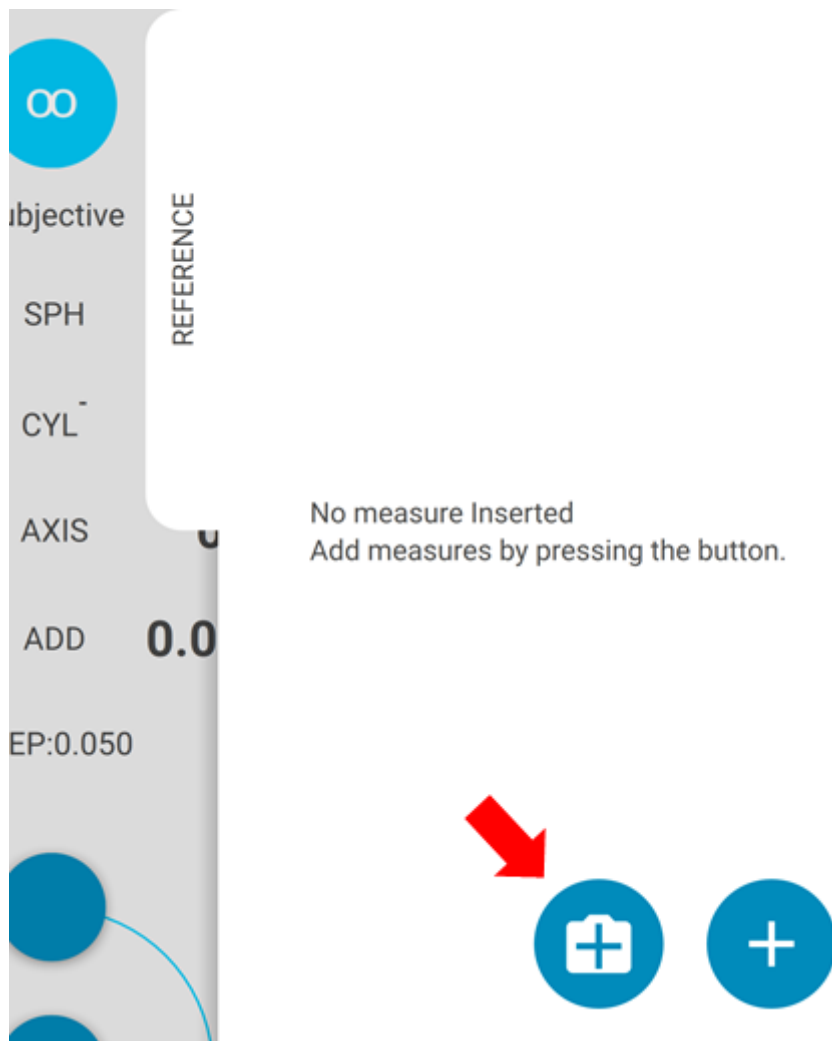 ubjective
REFERENCE
SPH
CYL -
AXIS
No measure Inserted
Add measures by pressing the button.
ADD 0.0
EP:0.050